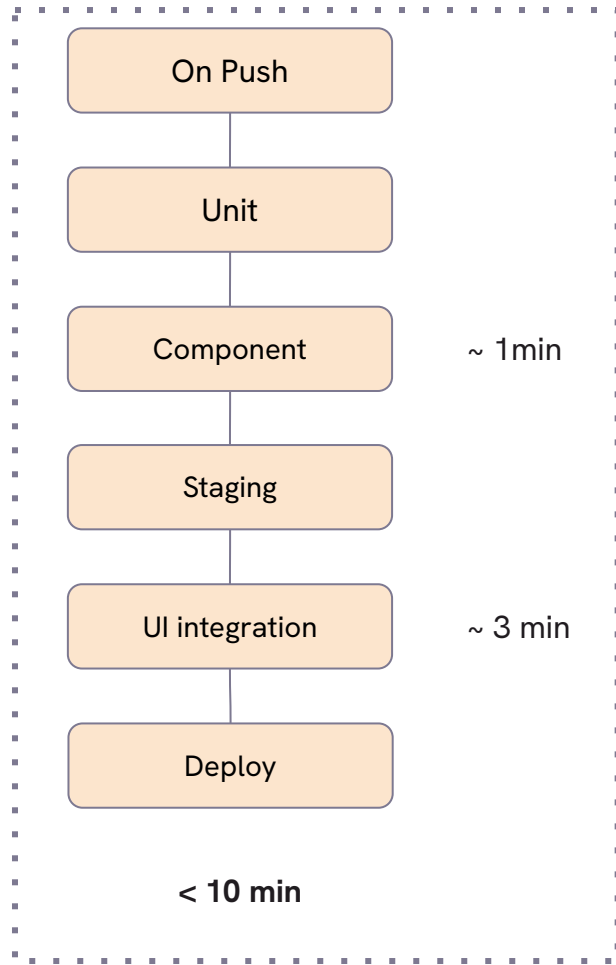 On Push
Unit
Component
~ 1min
Staging
UI integration
~ 3 min
Deploy
< 10 min